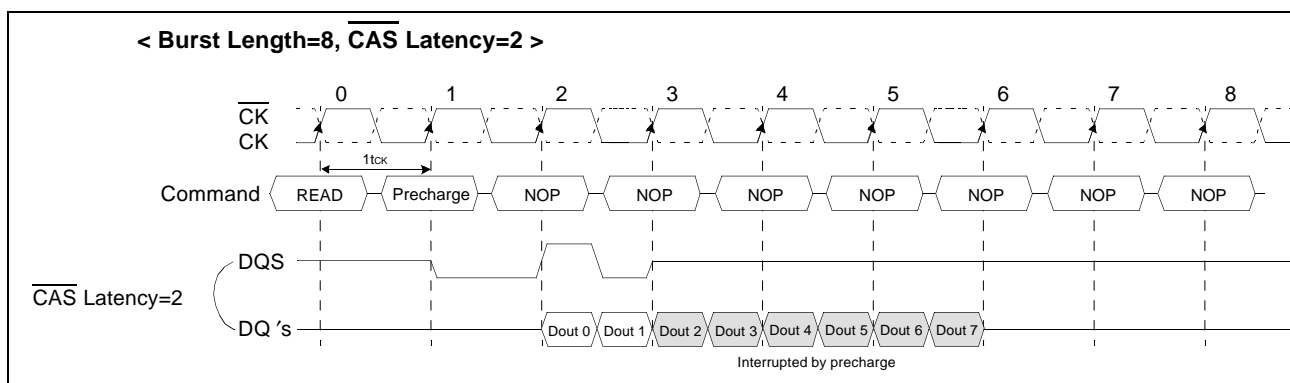 < Burst Length=8, CAS Latency=2 >
0 1 2 3 4 5 6 7 8
CK
CK
1tCK
Command READ Precharge NOP NOP NOP NOP NOP NOP NOP
DQS
CAS Latency=2
DQ 's Dout 0 Dout 1 Dout 2 Dout 3 Dout 4 Dout 5 Dout 6 Dout 7
Interrupted by precharge